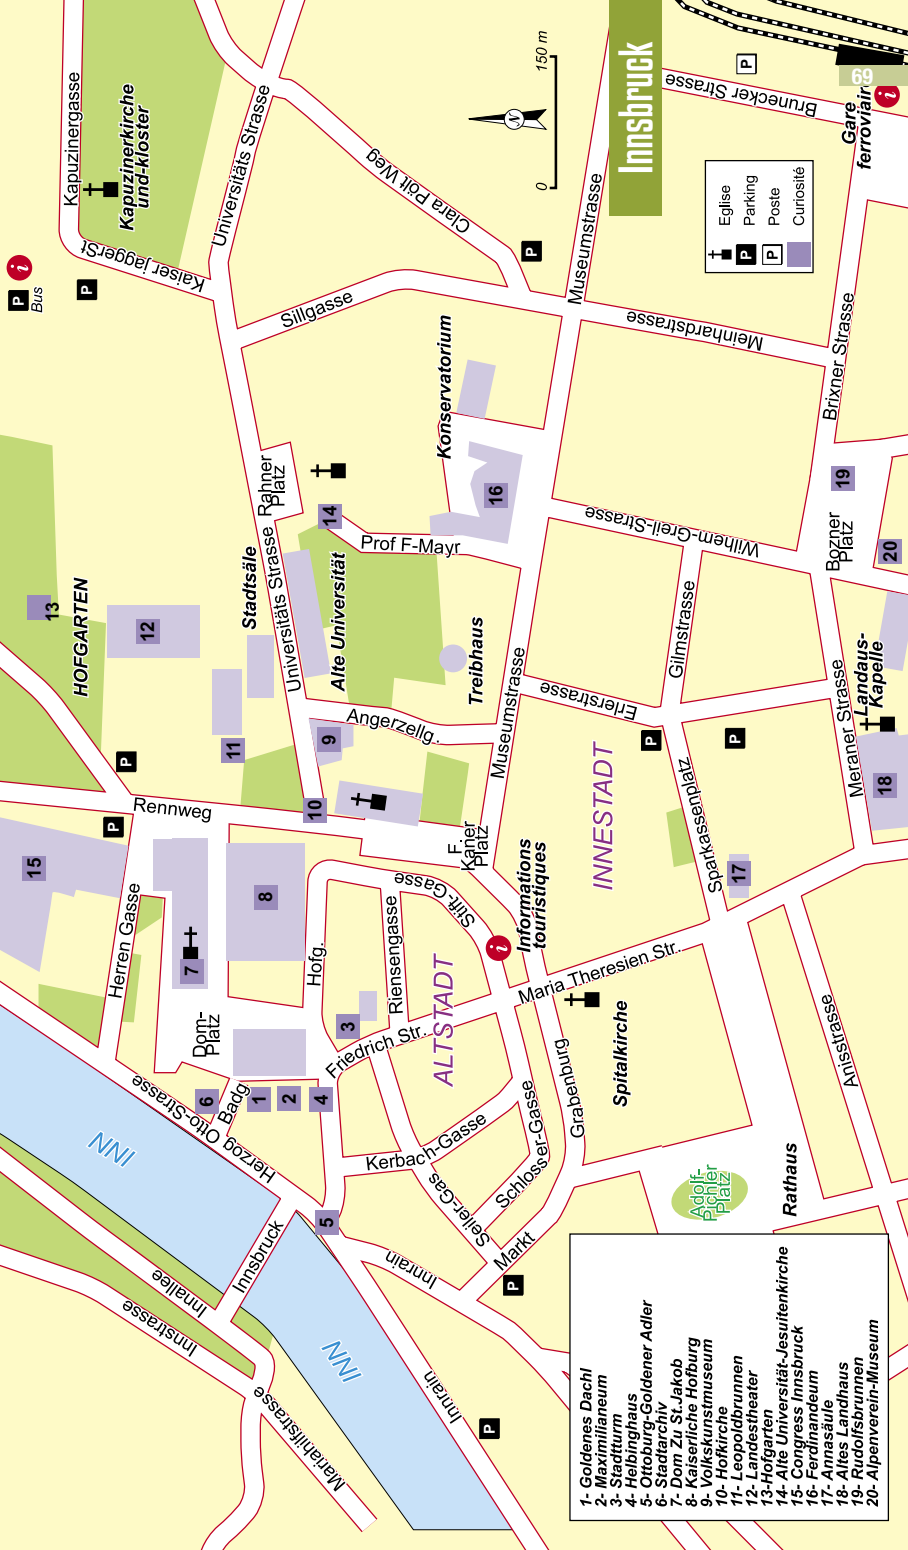 Innsbruck
69
0
150 m
N
Eglise
P
Parking
P
Poste
Curiosité
Kapuzinergasse
Kapuzinerkirche
und-kloster
Kaiser jaggerSt
P
Bus
i
P
Universitäts Strasse
Clara Pölt Weg
P
Sillgasse
Museumstrasse
Meinhardstrasse
Brunecker Strasse
P
Gare
ferroviaire
i
Brixner Strasse
Konservatorium
16
Rahner
Platz
14
Prof F-Mayr
Wilhem-Greil-Strasse
Bozner
Platz
19
20
HOFGARTEN
13
12
Stadtsäle
Universitäts Strasse
Alte Universität
Treibhaus
Museumstrasse
Erlerstrasse
Gilmstrasse
Meraner Strasse
Landaus-
Kapelle
18
11
9
Angerzellg.
10
P
P
Rennweg
15
Herren Gasse
7
8
Hofg.
Stift-Gasse
F.
Kaner
Platz
Riensengasse
Informations
touristiques
i
INNESTADT
P
P
Sparkassenplatz
17
Maria Theresien Str.
Dom-
Platz
3
Friedrich Str.
ALTSTADT
6
Badg.
1
2
4
Herzog Otto-Strasse
Kerbach-Gasse
Schlosser-Gasse
Grabenburg
Spitalkirche
Seiler-Gas
Markt
5
Innrain
P
Adolf-
Pichler
Platz
Rathaus
Anisstrasse
INN
INN
Innsbruck
Innallee
Innstrasse
Mariahilfstrasse
Innrain
P
1- Goldenes Dachl
2- Maximilianeum
3- Stadtturm
4- Helbinghaus
5- Ottoburg-Goldener Adler
6- Stadtarchiv
7- Dom Zu St.Jakob
8- Kaiserliche Hofburg
9- Volkskunstmuseum
10- Hofkirche
11- Leopoldbrunnen
12- Landestheater
13-Hofgarten
14- Alte Universität-Jesuitenkirche
15- Congress Innsbruck
16- Ferdinandeum
17- Annasäule
18- Altes Landhaus
19- Rudolfsbrunnen
20- Alpenverein-Museum